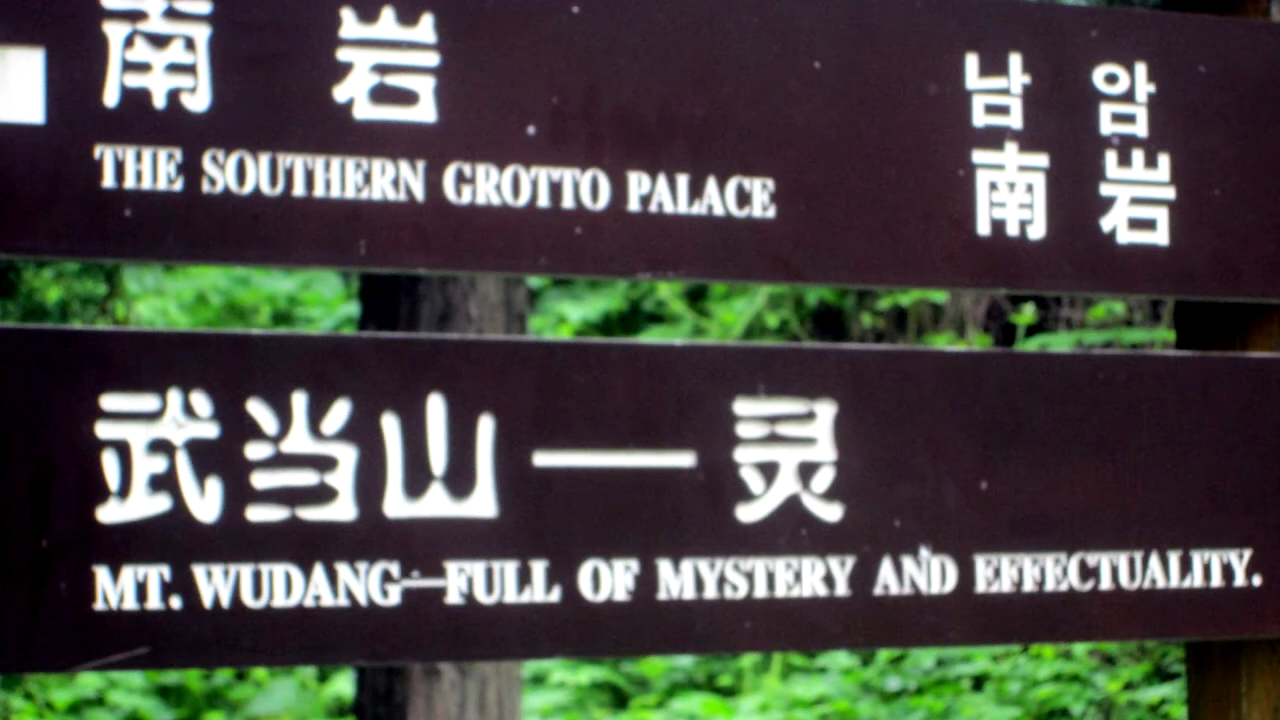 南岩
THE SOUTHERN GROTTO PALACE
남암
南岩
武当山——灵
MT. WUDANG—FULL OF MYSTERY AND EFFECTUALITY.